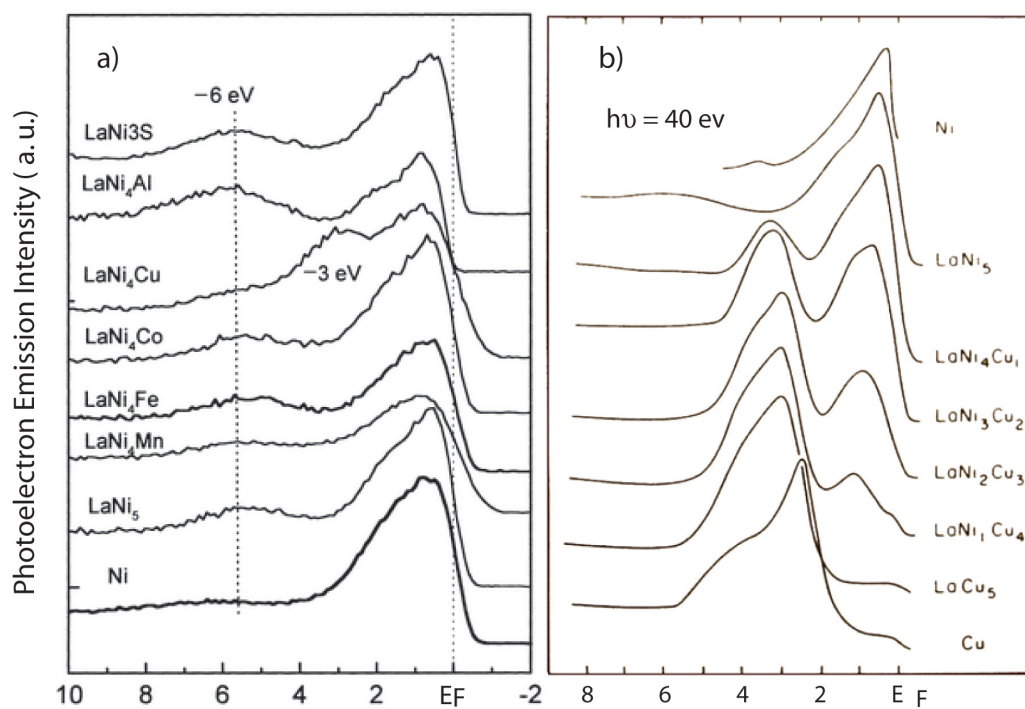 Photoelectron Emission Intensity ( a. u.)
a)
−6 eV
LaNi3S
LaNi₄Al
LaNi₄Cu
−3 eV
LaNi₄Co
LaNi₄Fe
LaNi₄Mn
LaNi₅
Ni
10 8 6 4 2 EF -2
b)
hυ = 40 ev
Ni
LaNi₅
LaNi₄Cu₁
LaNi₃Cu₂
LaNi₂Cu₃
LaNi₁Cu₄
LaCu₅
Cu
8 6 4 2 E F